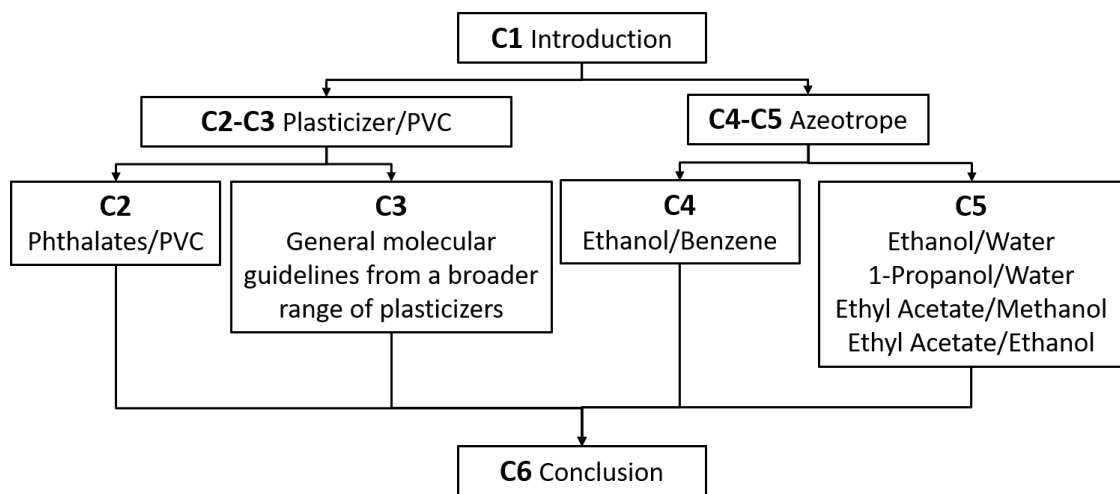 C1 Introduction
C2-C3 Plasticizer/PVC
C4-C5 Azeotrope
C2
Phthalates/PVC
C3
General molecular
guidelines from a broader
range of plasticizers
C4
Ethanol/Benzene
C5
Ethanol/Water
1-Propanol/Water
Ethyl Acetate/Methanol
Ethyl Acetate/Ethanol
C6 Conclusion